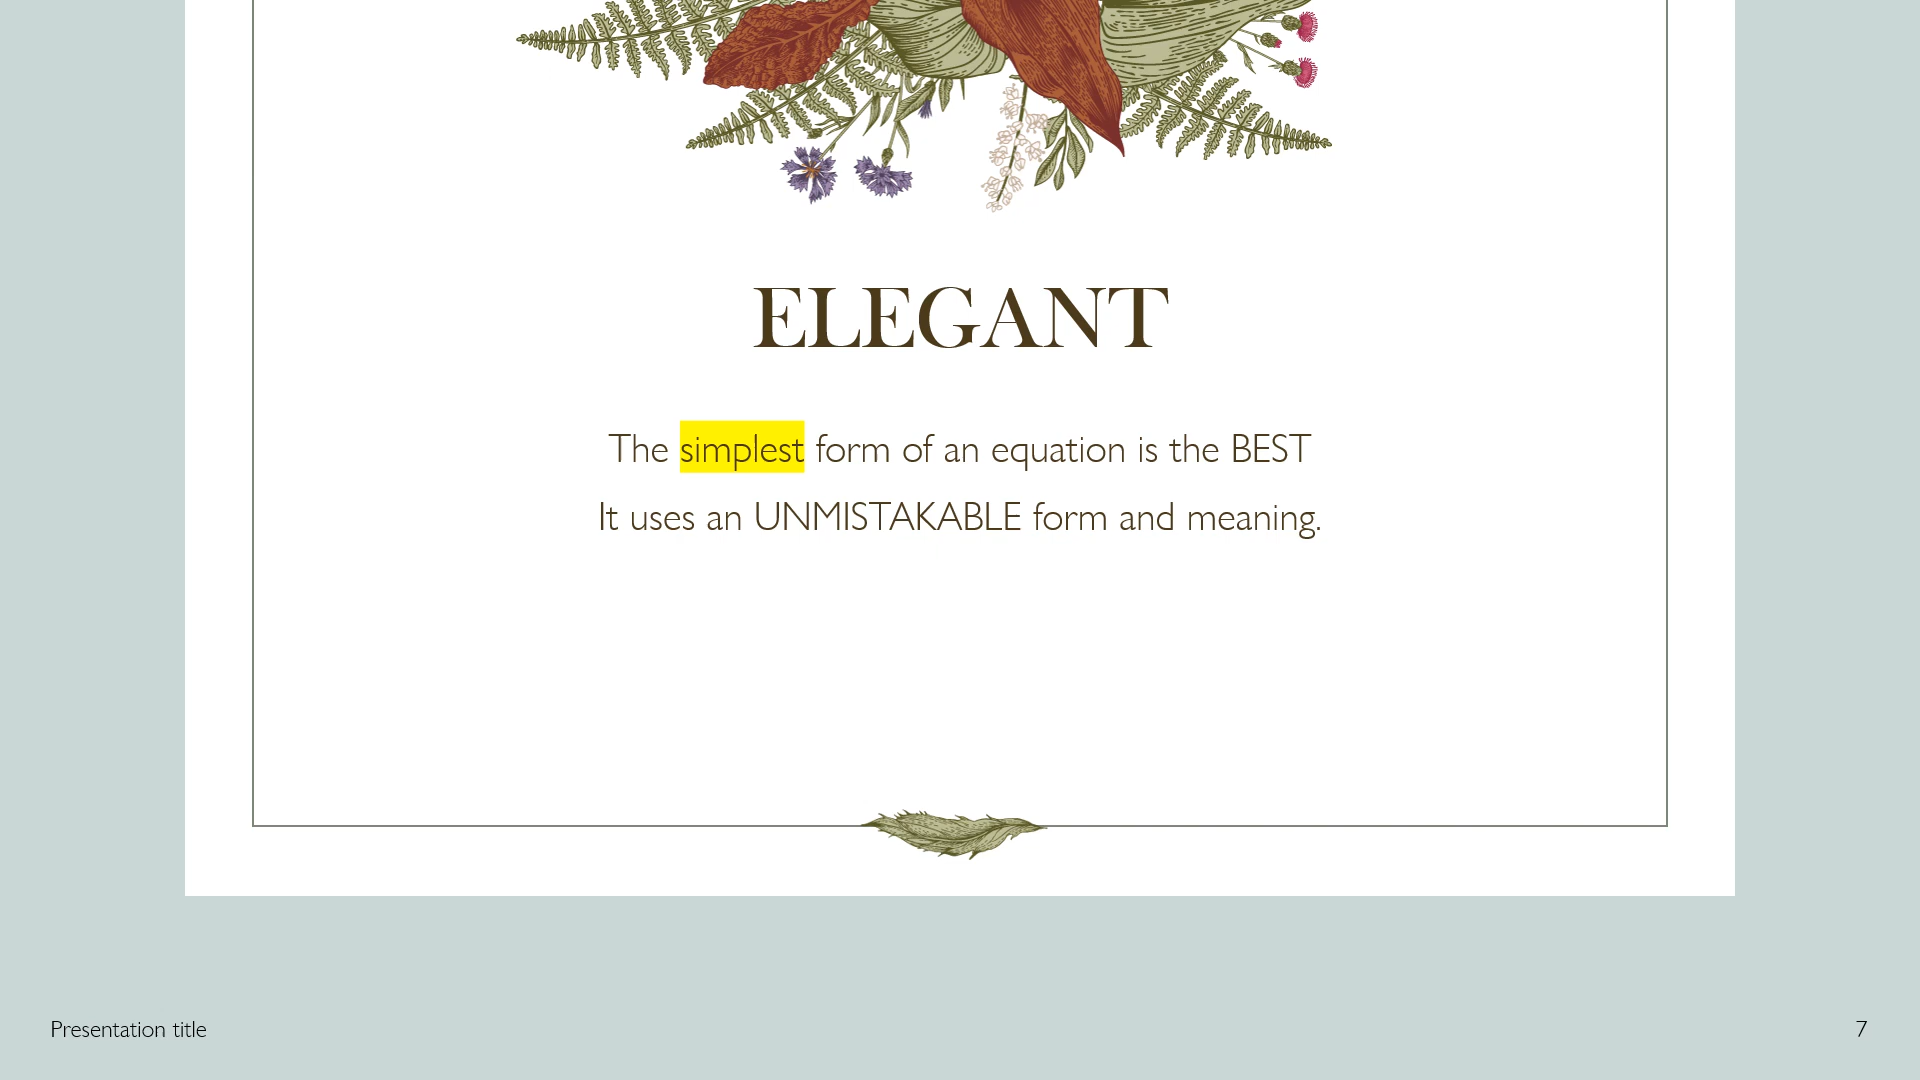 ELEGANT
The simplest form of an equation is the BEST
It uses an UNMISTAKABLE form and meaning.
Presentation title
7